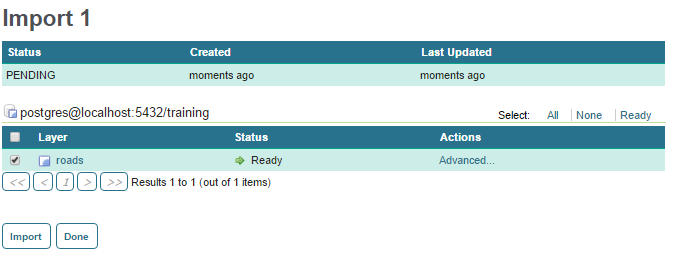 Import 1
Status Created Last Updated
PENDING moments ago moments ago
postgres@localhost:5432/training Select: All None Ready
Layer Status Actions
roads Ready Advanced...
<< < 1 > >> Results 1 to 1 (out of 1 items)
Import Done